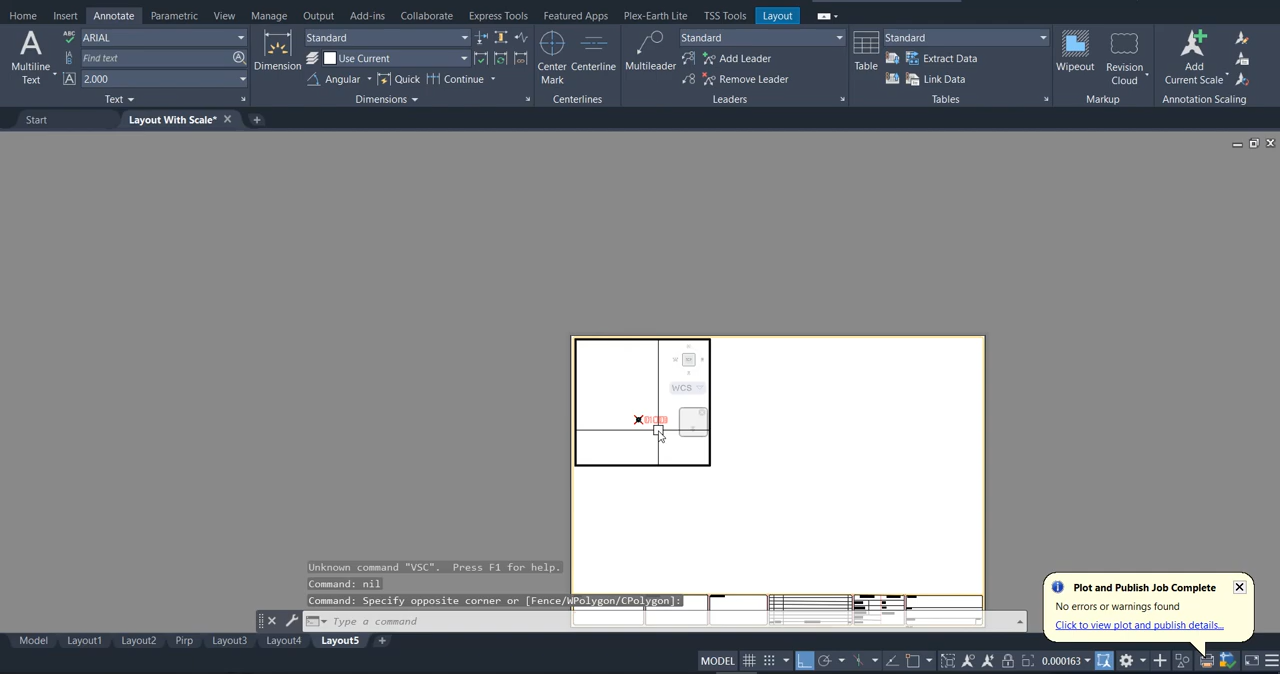 Home Insert Annotate Parametric View Manage Output Add-ins Collaborate Express Tools Featured Apps Plex-Earth Lite TSS Tools Layout
ABC ARIAL Standard Standard Standard
Multiline Text
Find text
A 2.000
Dimension
Use Current
Angular Quick Continue
Center Mark
Centerline
Multileader
Add Leader
Remove Leader
Table
Extract Data
Link Data
Wipeout
Revision Cloud
Add Current Scale
Text Dimensions Centerlines Leaders Tables Markup Annotation Scaling
Start Layout With Scale*
WCS
Unknown command "VSC". Press F1 for help.
Command: nil
Command: Specify opposite corner or [Fence/WPolygon/CPolygon]:
Type a command
Plot and Publish Job Complete
No errors or warnings found
Click to view plot and publish details...
Model Layout1 Layout2 Pirp Layout3 Layout4 Layout5
MODEL 0.000163